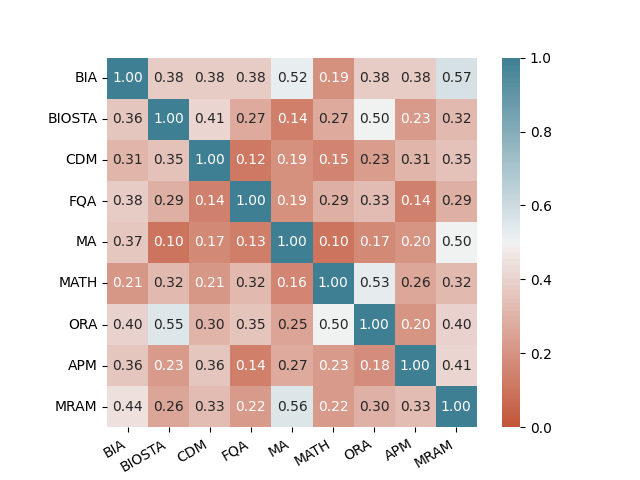 BIA 1.00 0.38 0.38 0.38 0.52 0.19 0.38 0.38 0.57
BIOSTA 0.36 1.00 0.41 0.27 0.14 0.27 0.50 0.23 0.32
CDM 0.31 0.35 1.00 0.12 0.19 0.15 0.23 0.31 0.35
FQA 0.38 0.29 0.14 1.00 0.19 0.29 0.33 0.14 0.29
MA 0.37 0.10 0.17 0.13 1.00 0.10 0.17 0.20 0.50
MATH 0.21 0.32 0.21 0.32 0.16 1.00 0.53 0.26 0.32
ORA 0.40 0.55 0.30 0.35 0.25 0.50 1.00 0.20 0.40
APM 0.36 0.23 0.36 0.14 0.27 0.23 0.18 1.00 0.41
MRAM 0.44 0.26 0.33 0.22 0.56 0.22 0.30 0.33 1.00
BIA BIOSTA CDM FQA MA MATH ORA APM MRAM
1.0
0.8
0.6
0.4
0.2
0.0